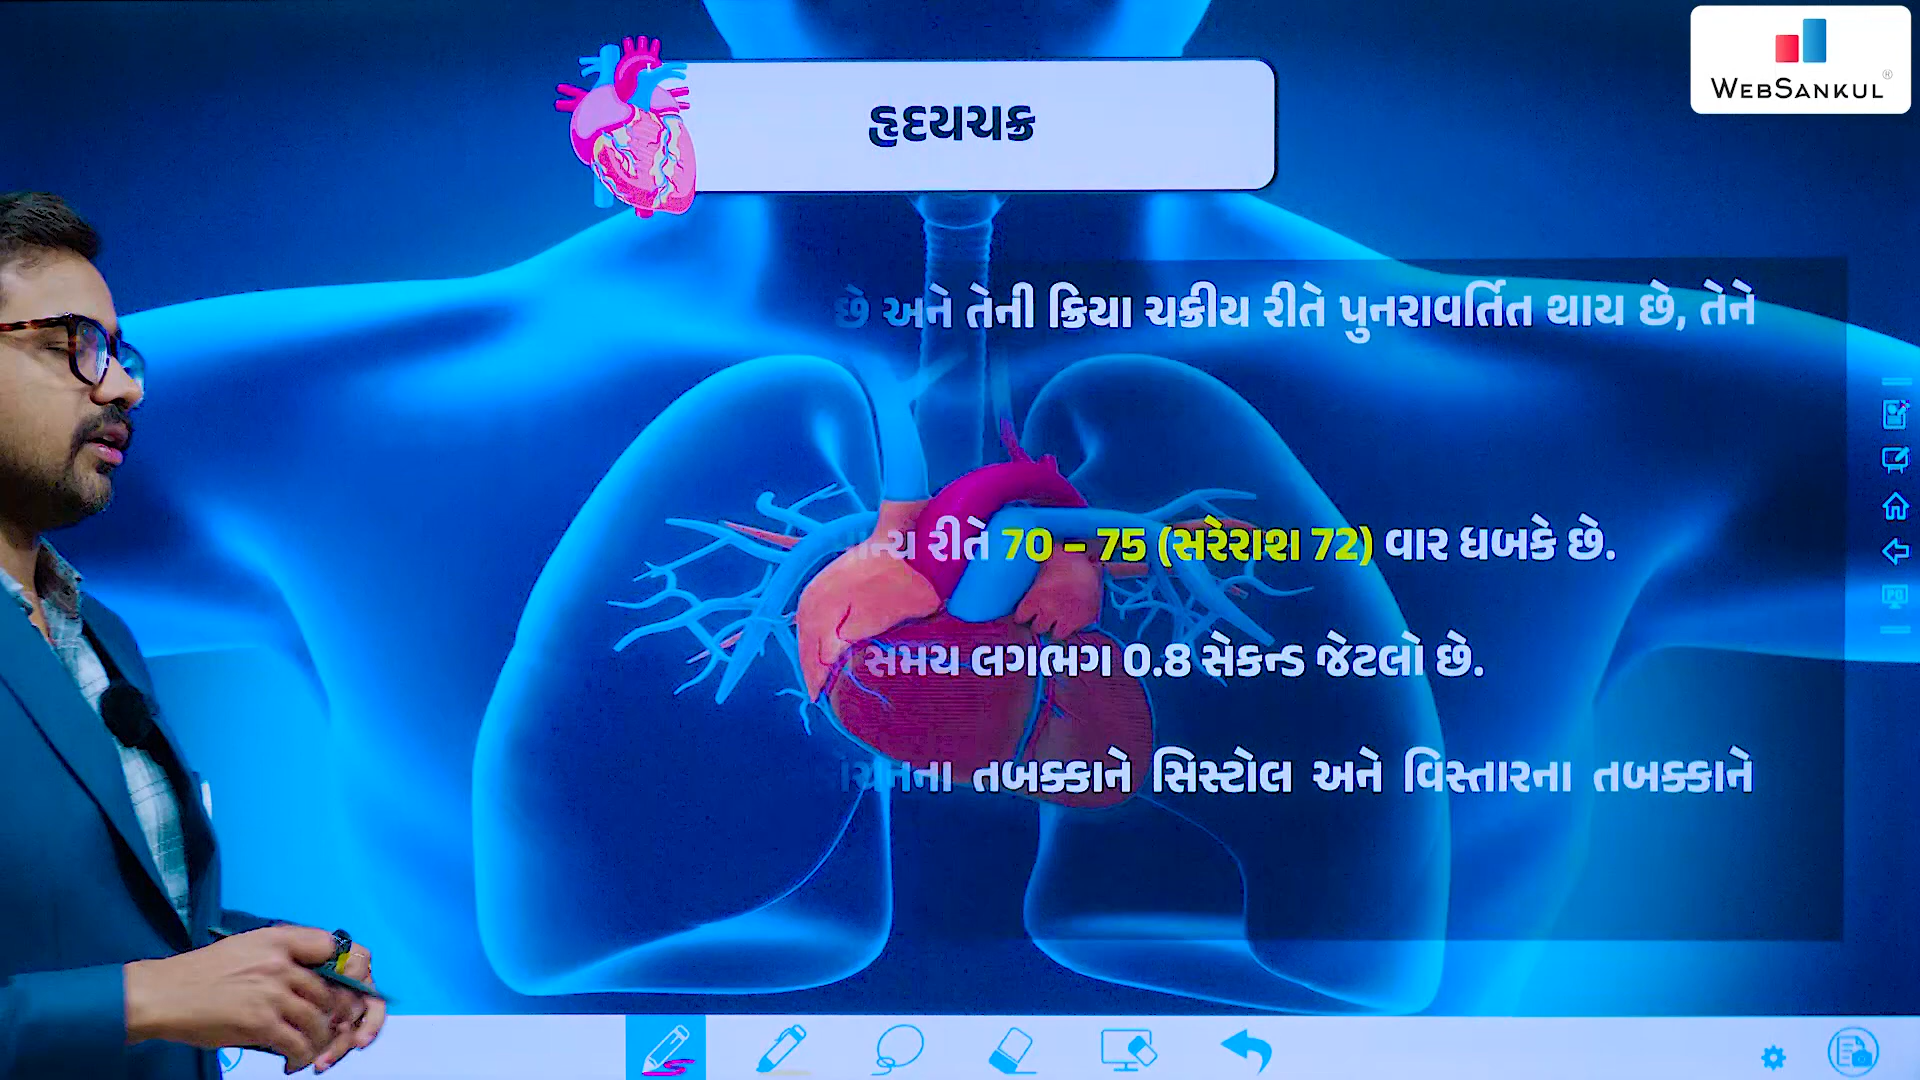 WEBSANKUL
હૃદયચક્ર
છે અને તેની ક્રિયા ચક્રીય રીતે પુનરાવર્તિત થાય છે, તેને
રીતે 70 – 75 (સરેરાશ 72) વાર ધબકે છે.
સમય લગભગ 0.8 સેકન્ડ જેટલો છે.
તબક્કાને સિસ્ટોલ અને વિસ્તારના તબક્કાને